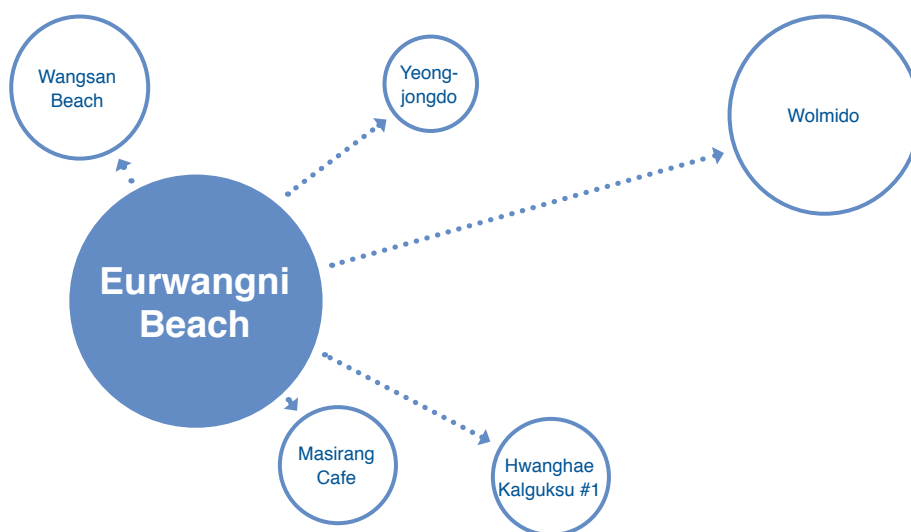 Wangsan
Beach
Yeong-
jongdo
Wolmido
Eurwangni
Beach
Masirang
Cafe
Hwanghae
Kalguksu #1